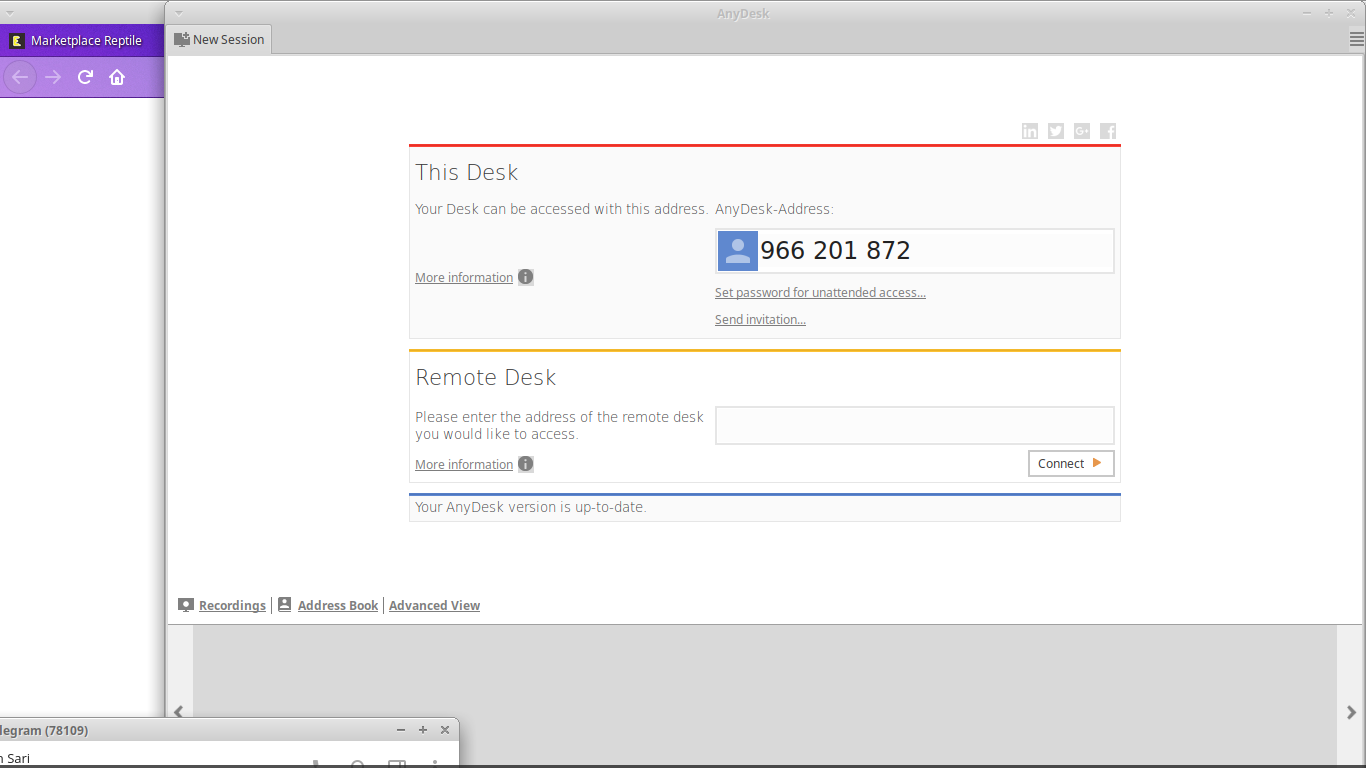 AnyDesk
Marketplace Reptile
New Session
This Desk
Your Desk can be accessed with this address.
AnyDesk-Address:
966 201 872
More information
Set password for unattended access...
Send invitation...
Remote Desk
Please enter the address of the remote desk
you would like to access.
More information
Connect
Your AnyDesk version is up-to-date.
Recordings
Address Book
Advanced View
legram (78109)
Sari